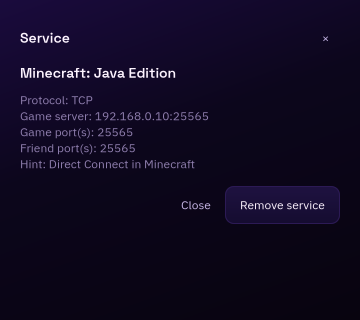 Service
×
Minecraft: Java Edition
Protocol: TCP
Game server: 192.168.0.10:25565
Game port(s): 25565
Friend port(s): 25565
Hint: Direct Connect in Minecraft
Close
Remove service